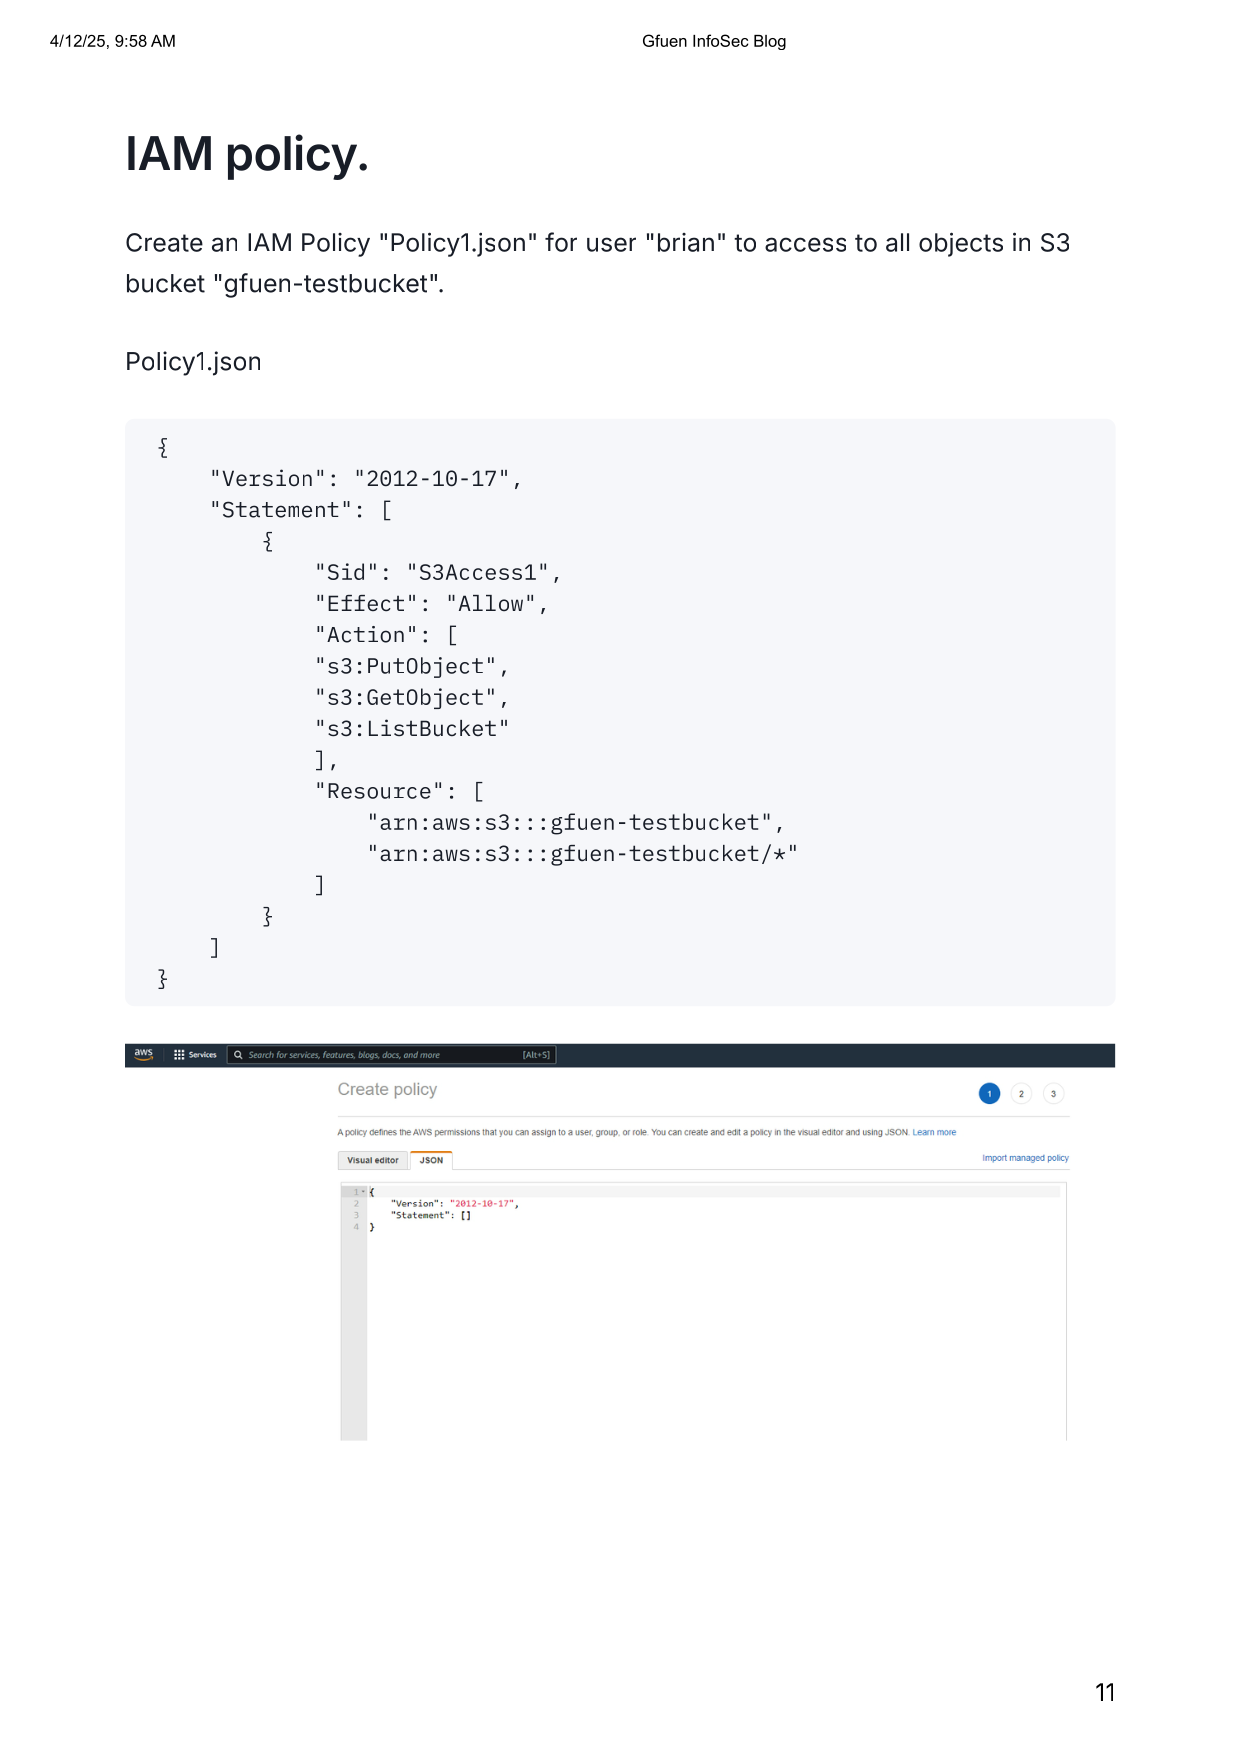 4/12/25, 9:58 AM Gfuen InfoSec Blog
IAM policy.
Create an IAM Policy "Policy1.json" for user "brian" to access to all objects in S3
bucket "gfuen-testbucket".
Policy1.json
{
    "Version": "2012-10-17",
    "Statement": [
        {
            "Sid": "S3Access1",
            "Effect": "Allow",
            "Action": [
            "s3:PutObject",
            "s3:GetObject",
            "s3:ListBucket"
            ],
            "Resource": [
                "arn:aws:s3:::gfuen-testbucket",
                "arn:aws:s3:::gfuen-testbucket/*"
            ]
        }
    ]
}
aws Services Search for services, features, blogs, docs, and more [Alt+S]
Create policy 1 2 3
A policy defines the AWS permissions that you can assign to a user, group, or role. You can create and edit a policy in the visual editor and using JSON. Learn more
Visual editor JSON Import managed policy
1 {
2     "Version": "2012-10-17",
3     "Statement": []
4 }
11